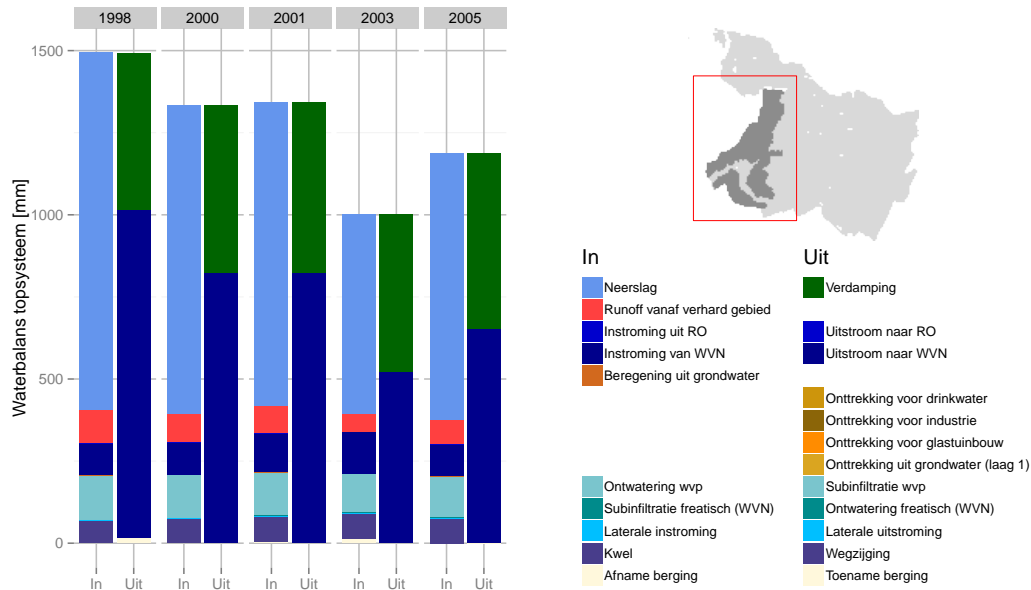 1998 2000 2001 2003 2005
Waterbalans topsysteem [mm]
1500
1000
500
0
In Uit In Uit In Uit In Uit In Uit
In
Neerslag
Runoff vanaf verhard gebied
Instroming uit RO
Instroming van WVN
Beregening uit grondwater
Ontwatering wvp
Subinfiltratie freatisch (WVN)
Laterale instroming
Kwel
Afname berging
Uit
Verdamping
Uitstroom naar RO
Uitstroom naar WVN
Onttrekking voor drinkwater
Onttrekking voor industrie
Onttrekking voor glastuinbouw
Onttrekking uit grondwater (laag 1)
Subinfiltratie wvp
Ontwatering freatisch (WVN)
Laterale uitstroming
Wegzijging
Toename berging